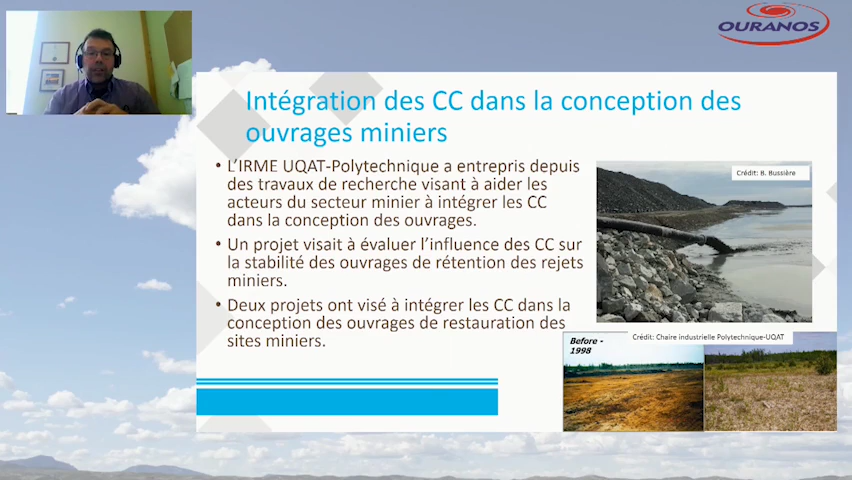 OURANOS
Intégration des CC dans la conception des
ouvrages miniers
• L’IRME UQAT-Polytechnique a entrepris depuis
des travaux de recherche visant à aider les
acteurs du secteur minier à intégrer les CC
dans la conception des ouvrages.
• Un projet visait à évaluer l’influence des CC sur
la stabilité des ouvrages de rétention des rejets
miniers.
• Deux projets ont visé à intégrer les CC dans la
conception des ouvrages de restauration des
sites miniers.
Crédit: B. Bussière
Crédit: Chaire industrielle Polytechnique-UQAT
Before -
1998